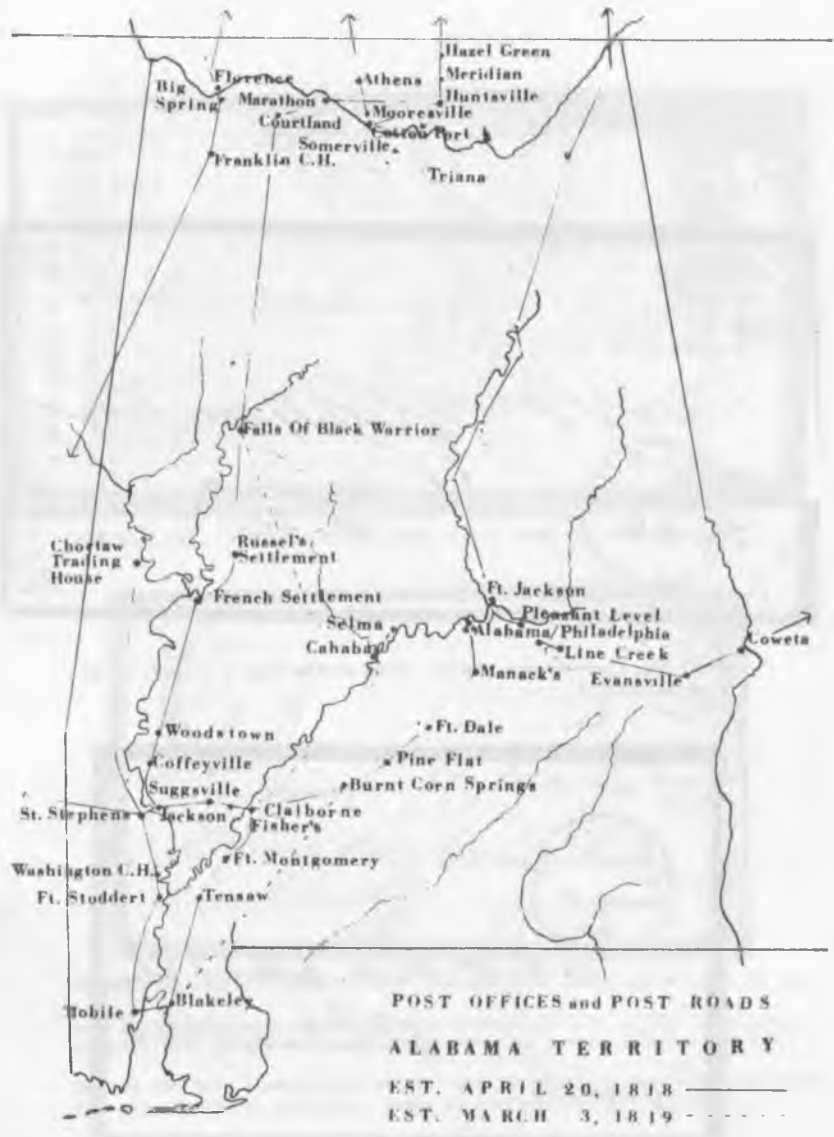 Hazel Green
Florence
Athens
Meridian
Big
Spring
Marathon
Huntsville
Courtland
Mooresville
Cotton Port
Somerville
Franklin C.H.
Triana
Falls Of Black Warrior
Choctaw
Trading
House
Russel's
Settlement
French Settlement
Ft. Jackson
Pleasant Level
Selma
Alabama/Philadelphia
Cahaba
Line Creek
Coweta
Manack's
Evansville
Woodstown
Ft. Dale
Coffeyville
Pine Flat
Suggsville
Burnt Corn Springs
St. Stephens
Jackson
Claiborne
Fisher's
Washington C.H.
Ft. Montgomery
Ft. Stoddert
Tensaw
Mobile
Blakeley
POST OFFICES and POST ROADS
ALABAMA TERRITORY
EST. APRIL 20, 1818
EST. MARCH 3, 1819